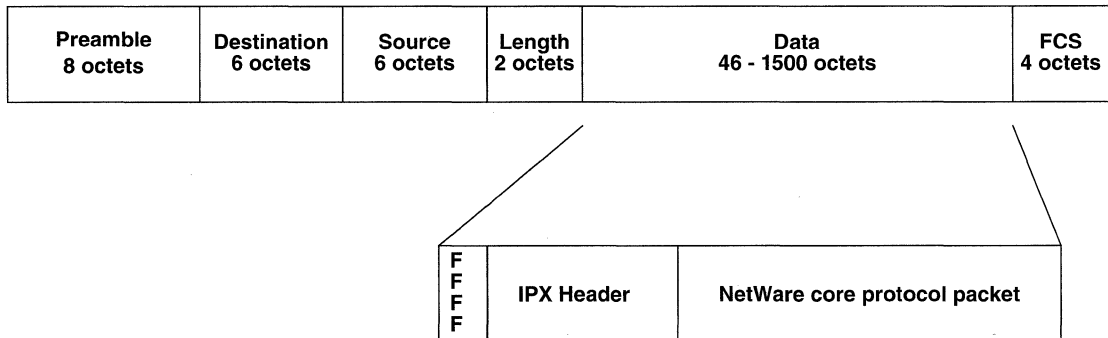 Preamble
8 octets
Destination
6 octets
Source
6 octets
Length
2 octets
Data
46 - 1500 octets
FCS
4 octets
F
F
F
F
IPX Header
NetWare core protocol packet